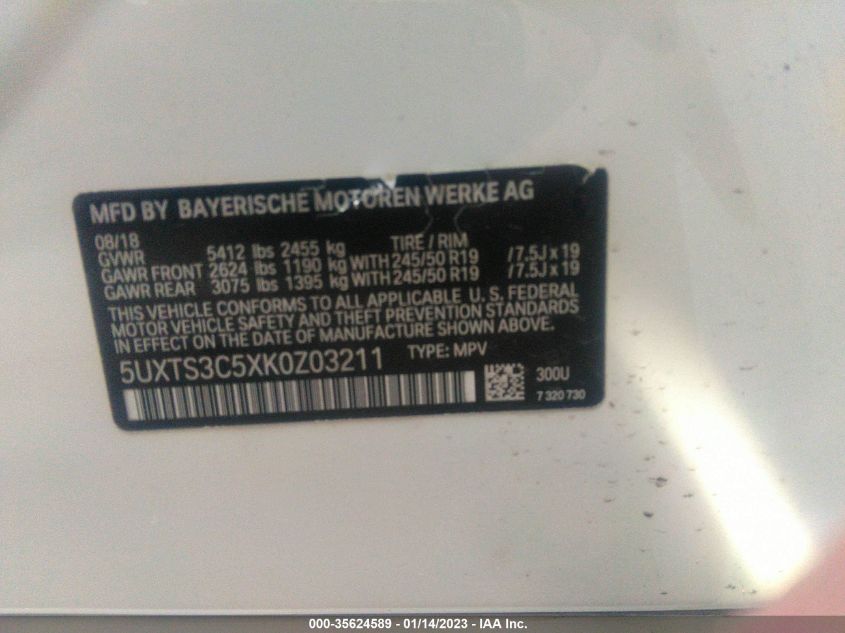 MFD BY BAYERISCHE MOTOREN WERKE AG
08/18
GVWR 5412 lbs 2455 kg TIRE / RIM
GAWR FRONT 2624 lbs 1190 kg WITH 245/50 R19 /7.5J x 19
GAWR REAR 3075 lbs 1395 kg WITH 245/50 R19 /7.5J x 19
THIS VEHICLE CONFORMS TO ALL APPLICABLE U. S. FEDERAL
MOTOR VEHICLE SAFETY AND THEFT PREVENTION STANDARDS
IN EFFECT ON THE DATE OF MANUFACTURE SHOWN ABOVE.
5UXTS3C5XK0Z03211 TYPE: MPV
300U
7 320 730
000-35624589 - 01/14/2023 - IAA Inc.